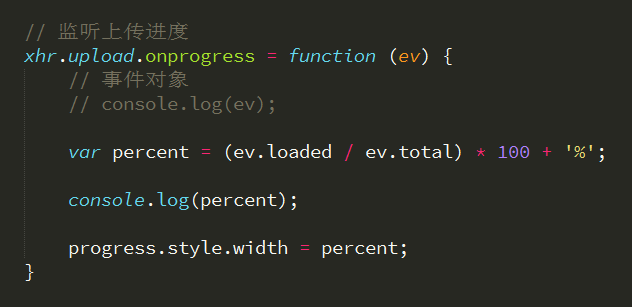 // 监听上传进度
xhr.upload.onprogress = function (ev) {
// 事件对象
// console.log(ev);
var percent = (ev.loaded / ev.total) * 100 + '%';
console.log(percent);
progress.style.width = percent;
}